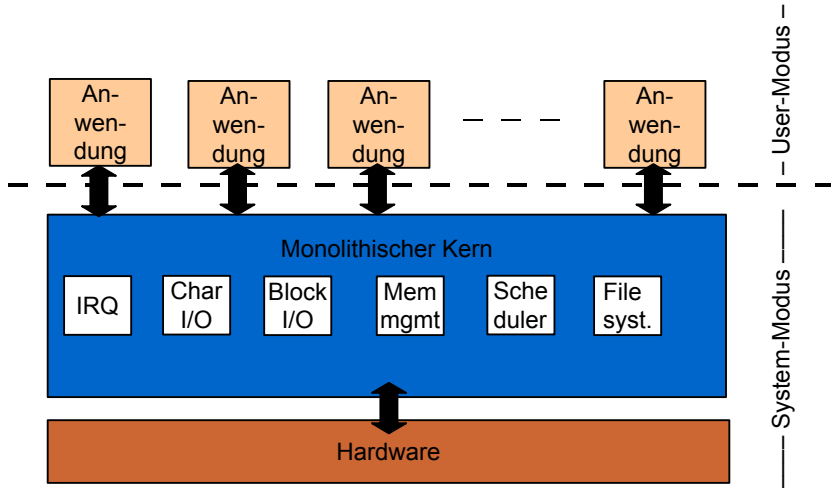 An-
wen-
dung
An-
wen-
dung
An-
wen-
dung
An-
wen-
dung
User-Modus
Monolithischer Kern
IRQ
Char
I/O
Block
I/O
Mem
mgmt
Sche
duler
File
syst.
System-Modus
Hardware